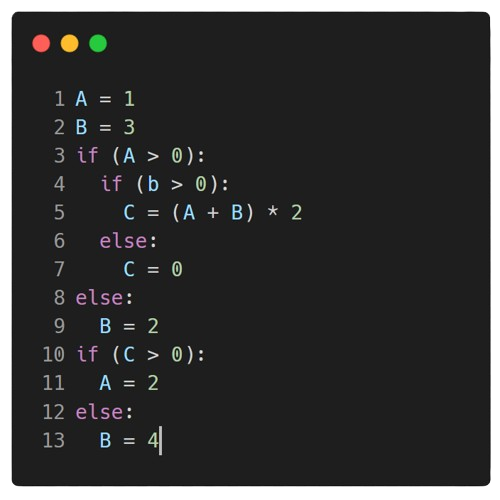 1 A = 1
2 B = 3
3 if (A > 0):
4   if (b > 0):
5     C = (A + B) * 2
6   else:
7     C = 0
8 else:
9   B = 2
10 if (C > 0):
11   A = 2
12 else:
13   B = 4